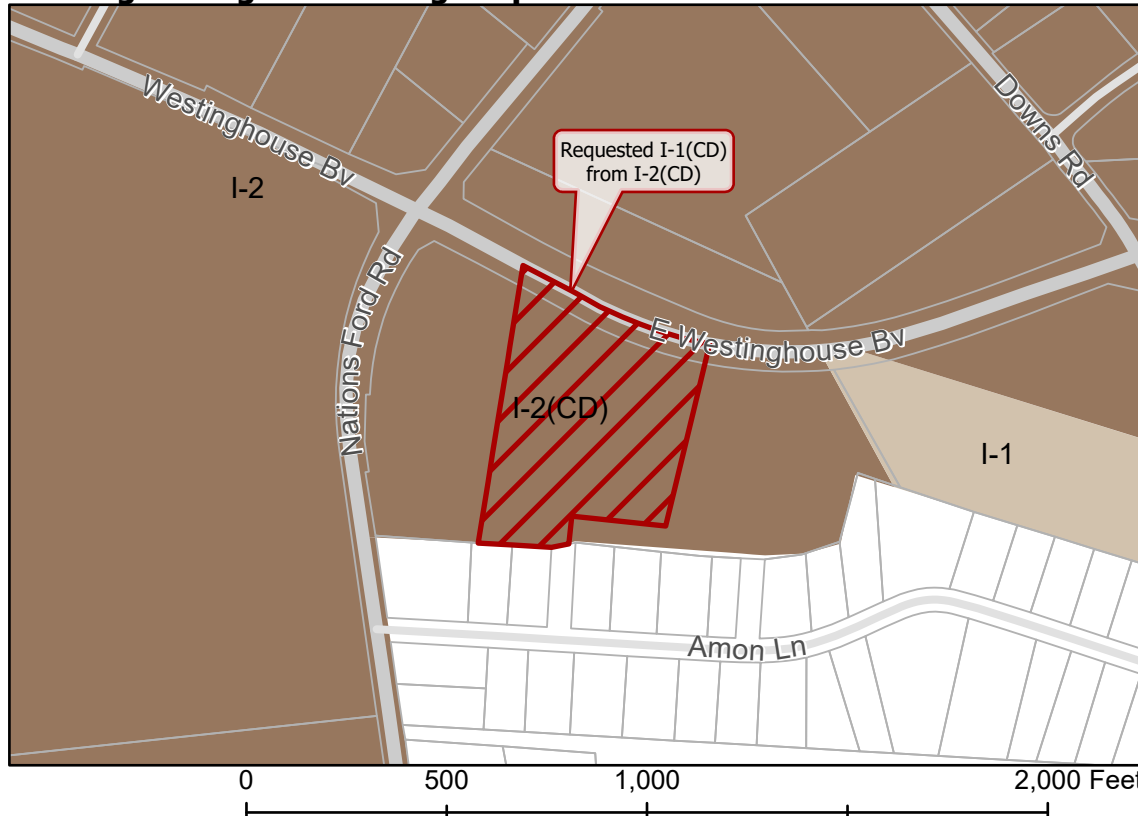 Westinghouse Bv
Downs Rd
Requested I-1(CD)
from I-2(CD)
I-2
Nations Ford Rd
E Westinghouse Bv
I-2(CD)
I-1
Amon Ln
0 500 1,000 2,000 Feet